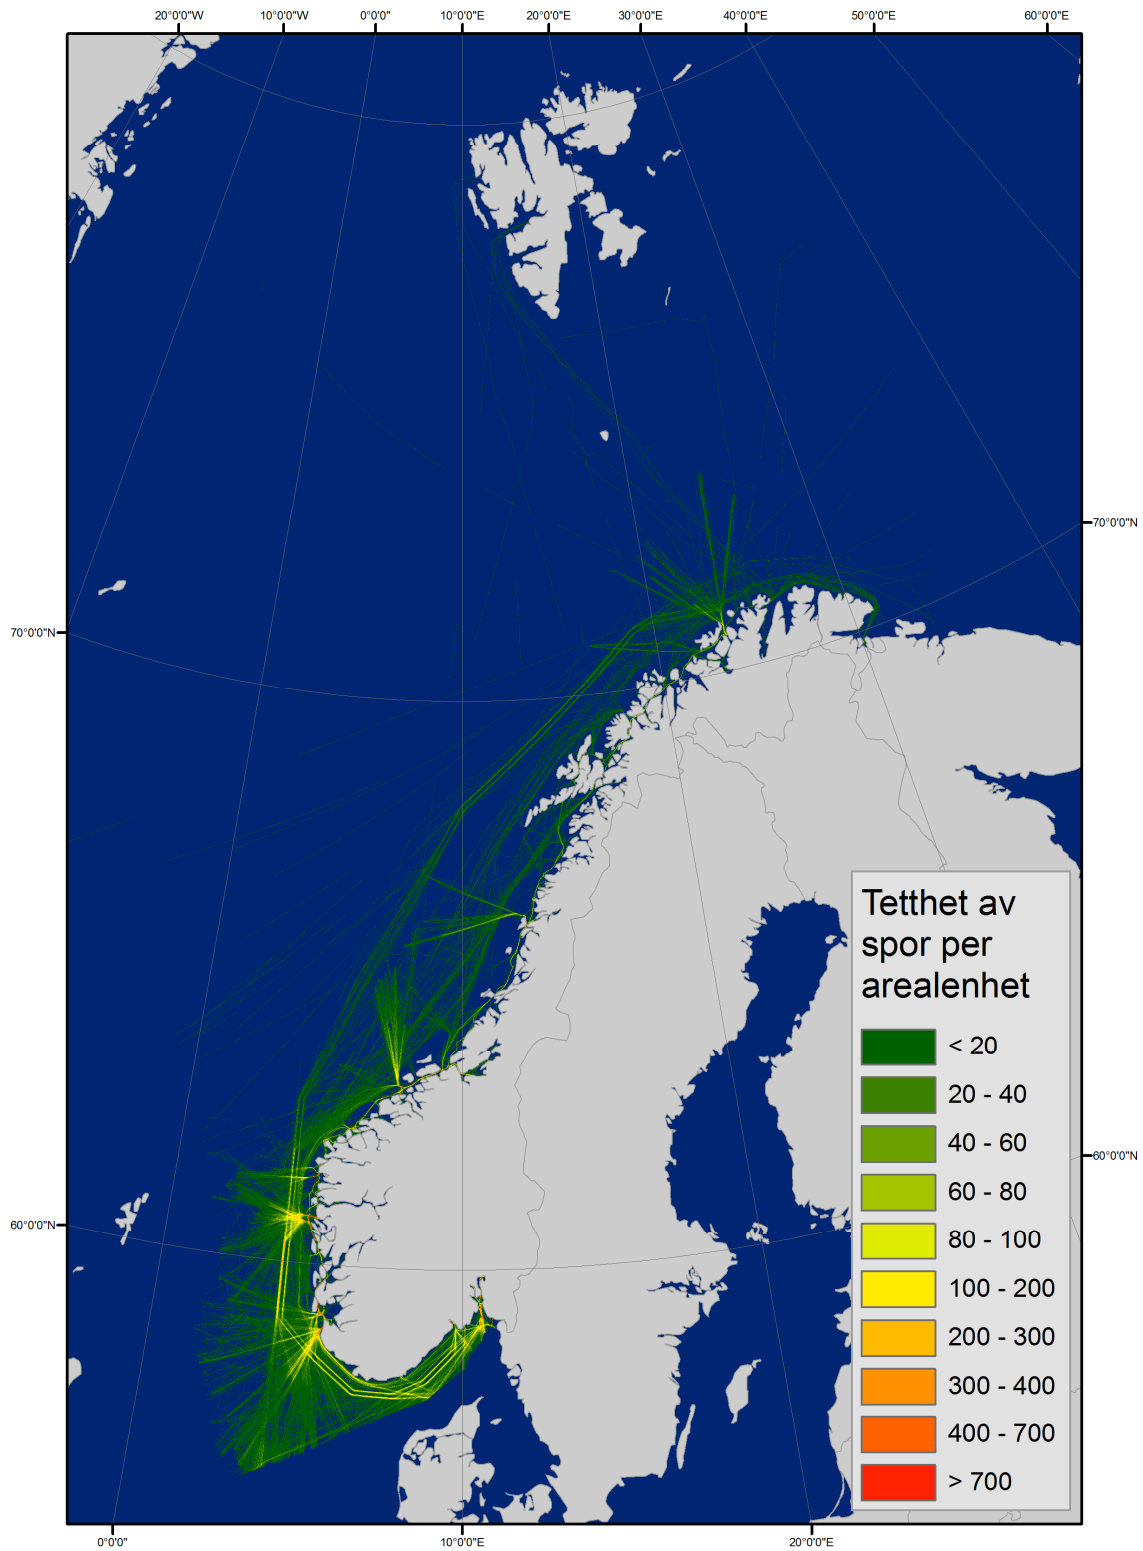 20°0'0"W 10°0'0"W 0°0'0" 10°0'0"E 20°0'0"E 30°0'0"E 40°0'0"E 50°0'0"E 60°0'0"E
70°0'0"N
70°0'0"N
Tetthet av
spor per
arealenhet
< 20
20 - 40
40 - 60
60 - 80
60°0'0"N
60°0'0"N
80 - 100
100 - 200
200 - 300
300 - 400
400 - 700
> 700
0°0'0" 10°0'0"E 20°0'0"E